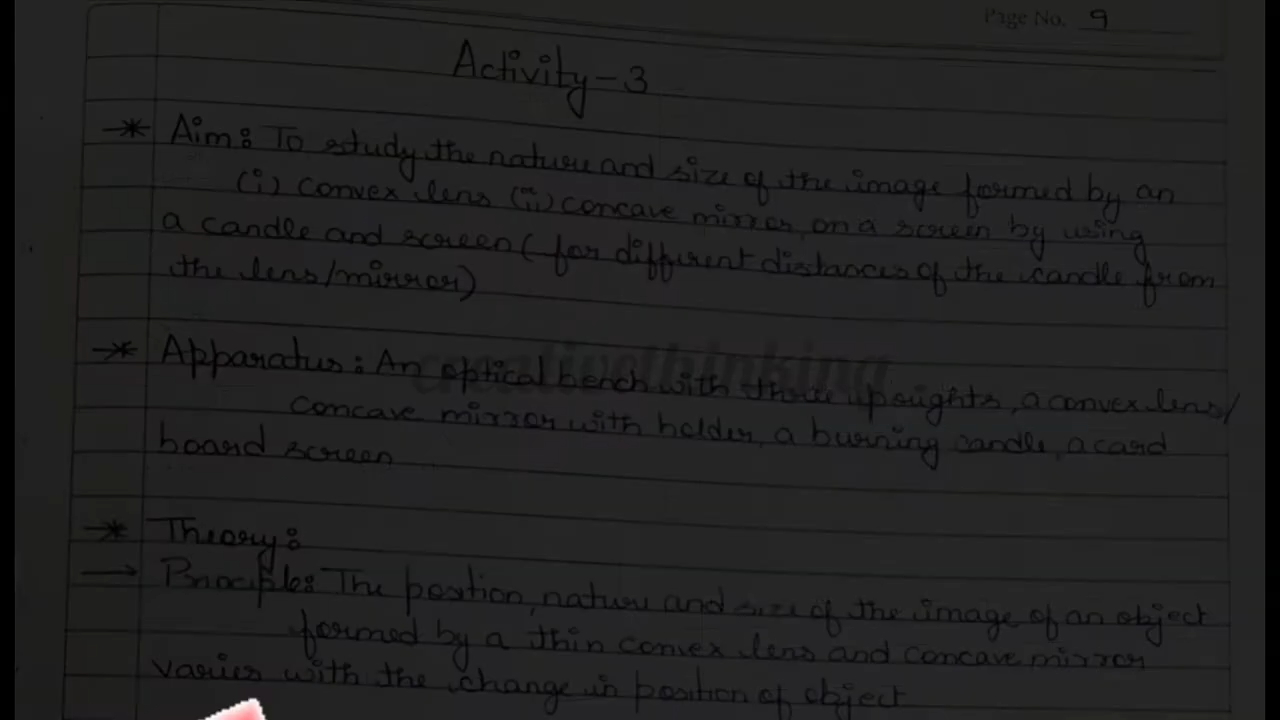 Page No. 9
Activity-3
Aim: To study the nature and size of the image formed by an
(i) convex lens (ii) concave mirror on a screen by using
a candle and screen (for different distances of the candle from
the lens/mirror)
creativethinking
Apparatus: An optical bench with three uprights, a convex lens/
concave mirror with holder, a burning candle, a card
board screen
Theory:
→ Principle: The position, nature and size of the image of an object
formed by a thin convex lens and concave mirror
varies with the change in position of object